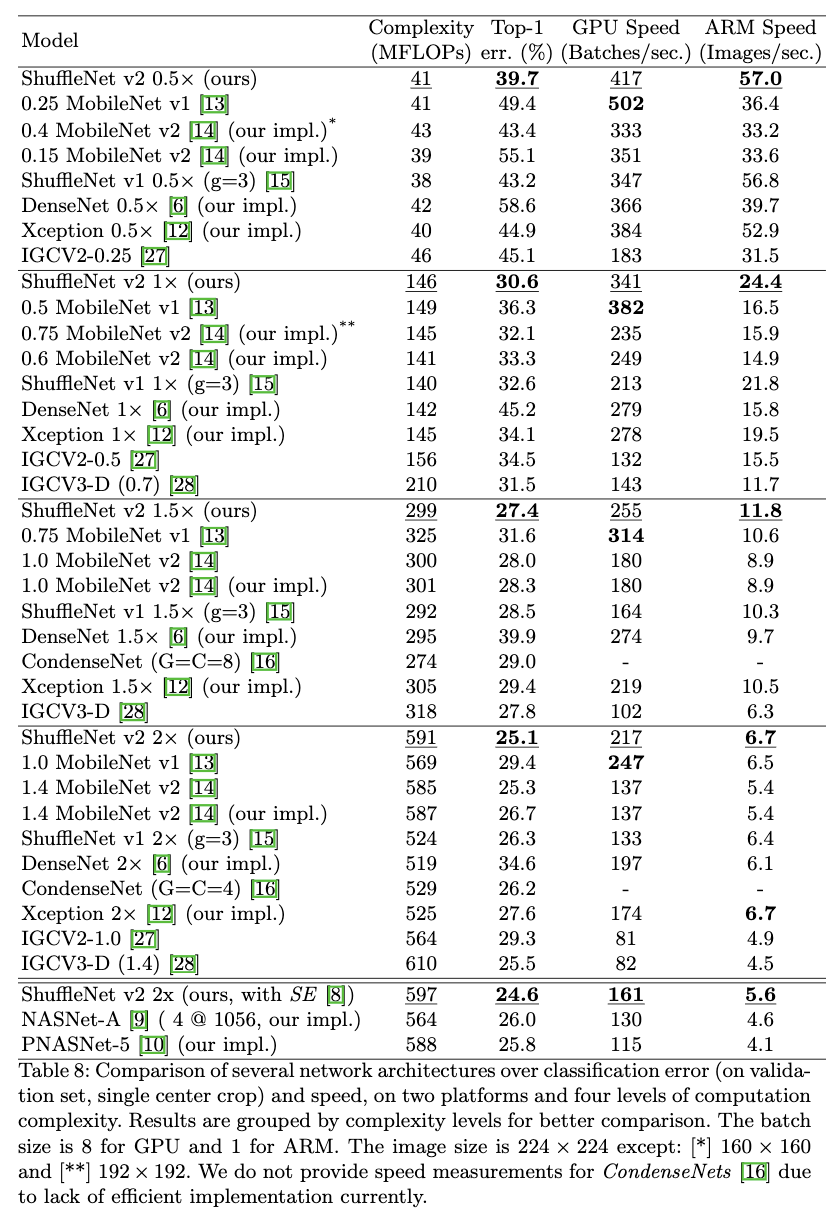 Model Complexity Top-1 GPU Speed ARM Speed
(MFLOPs) err. (%) (Batches/sec.) (Images/sec.)
ShuffleNet v2 0.5× (ours) 41 39.7 417 57.0
0.25 MobileNet v1 [13] 41 49.4 502 36.4
0.4 MobileNet v2 [14] (our impl.)* 43 43.4 333 33.2
0.15 MobileNet v2 [14] (our impl.) 39 55.1 351 33.6
ShuffleNet v1 0.5× (g=3) [15] 38 43.2 347 56.8
DenseNet 0.5× [6] (our impl.) 42 58.6 366 39.7
Xception 0.5× [12] (our impl.) 40 44.9 384 52.9
IGCV2-0.25 [27] 46 45.1 183 31.5
ShuffleNet v2 1× (ours) 146 30.6 341 24.4
0.5 MobileNet v1 [13] 149 36.3 382 16.5
0.75 MobileNet v2 [14] (our impl.)** 145 32.1 235 15.9
0.6 MobileNet v2 [14] (our impl.) 141 33.3 249 14.9
ShuffleNet v1 1× (g=3) [15] 140 32.6 213 21.8
DenseNet 1× [6] (our impl.) 142 45.2 279 15.8
Xception 1× [12] (our impl.) 145 34.1 278 19.5
IGCV2-0.5 [27] 156 34.5 132 15.5
IGCV3-D (0.7) [28] 210 31.5 143 11.7
ShuffleNet v2 1.5× (ours) 299 27.4 255 11.8
0.75 MobileNet v1 [13] 325 31.6 314 10.6
1.0 MobileNet v2 [14] 300 28.0 180 8.9
1.0 MobileNet v2 [14] (our impl.) 301 28.3 180 8.9
ShuffleNet v1 1.5× (g=3) [15] 292 28.5 164 10.3
DenseNet 1.5× [6] (our impl.) 295 39.9 274 9.7
CondenseNet (G=C=8) [16] 274 29.0 - -
Xception 1.5× [12] (our impl.) 305 29.4 219 10.5
IGCV3-D [28] 318 27.8 102 6.3
ShuffleNet v2 2× (ours) 591 25.1 217 6.7
1.0 MobileNet v1 [13] 569 29.4 247 6.5
1.4 MobileNet v2 [14] 585 25.3 137 5.4
1.4 MobileNet v2 [14] (our impl.) 587 26.7 137 5.4
ShuffleNet v1 2× (g=3) [15] 524 26.3 133 6.4
DenseNet 2× [6] (our impl.) 519 34.6 197 6.1
CondenseNet (G=C=4) [16] 529 26.2 - -
Xception 2× [12] (our impl.) 525 27.6 174 6.7
IGCV2-1.0 [27] 564 29.3 81 4.9
IGCV3-D (1.4) [28] 610 25.5 82 4.5
ShuffleNet v2 2x (ours, with SE [8]) 597 24.6 161 5.6
NASNet-A [9] ( 4 @ 1056, our impl.) 564 26.0 130 4.6
PNASNet-5 [10] (our impl.) 588 25.8 115 4.1
Table 8: Comparison of several network architectures over classification error (on valida-
tion set, single center crop) and speed, on two platforms and four levels of computation
complexity. Results are grouped by complexity levels for better comparison. The batch
size is 8 for GPU and 1 for ARM. The image size is 224 × 224 except: [*] 160 × 160
and [**] 192 × 192. We do not provide speed measurements for CondenseNets [16] due
to lack of efficient implementation currently.